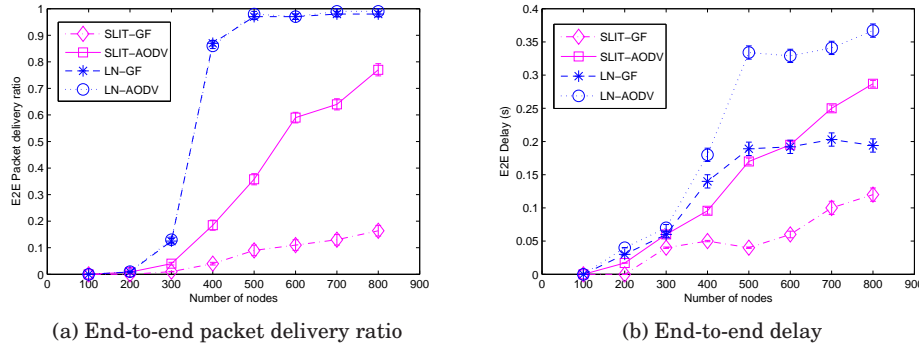 1
0.9
0.8
0.7
0.6
0.5
0.4
0.3
0.2
0.1
0
E2E Packet delivery ratio
SLIT-GF
SLIT-AODV
LN-GF
LN-AODV
100 200 300 400 500 600 700 800 900
Number of nodes
(a) End-to-end packet delivery ratio
0.4
0.35
0.3
0.25
0.2
0.15
0.1
0.05
0
E2E Delay (s)
SLIT-GF
SLIT-AODV
LN-GF
LN-AODV
100 200 300 400 500 600 700 800 900
Number of nodes
(b) End-to-end delay